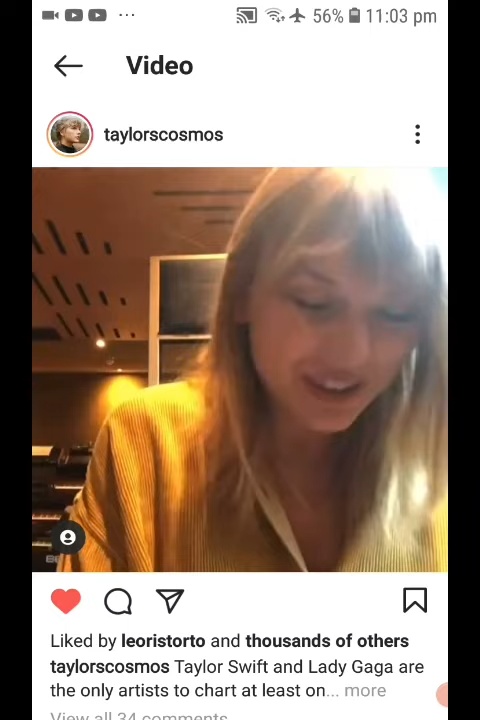 56% 11:03 pm
Video
taylorscosmos
Liked by leoristorto and thousands of others
taylorscosmos Taylor Swift and Lady Gaga are
the only artists to chart at least on... more
View all 34 comments